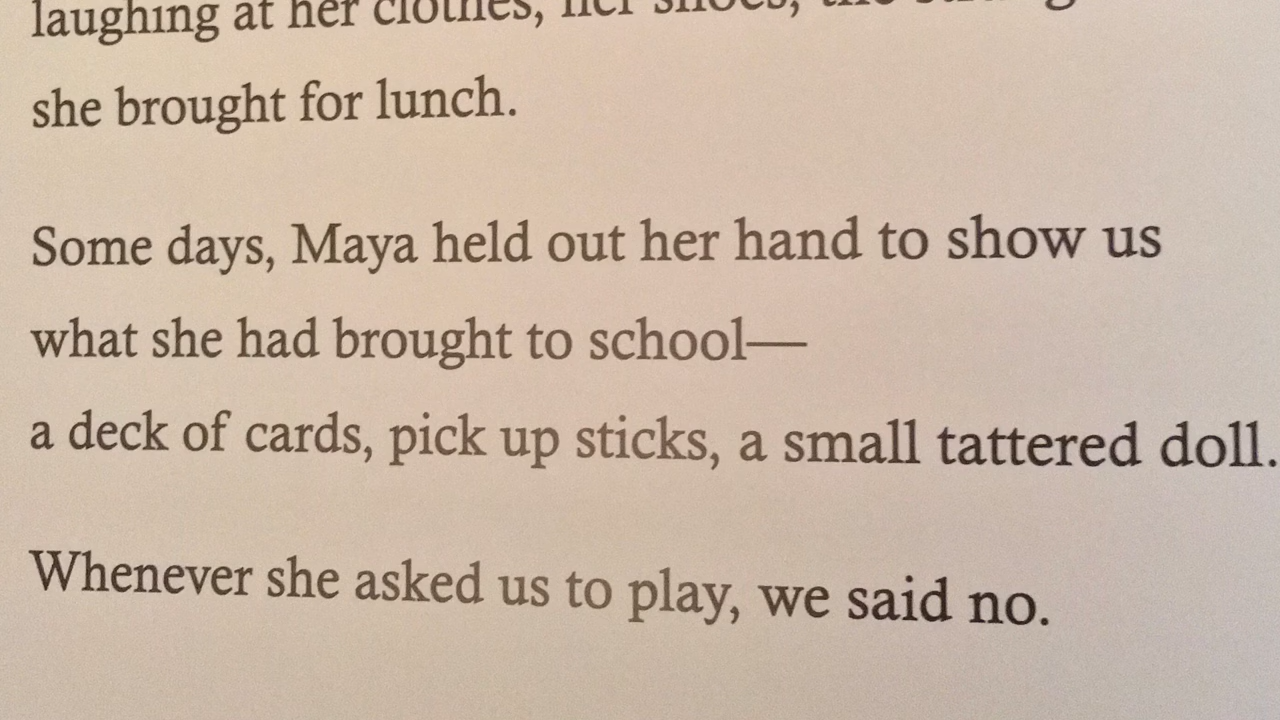 laughing at her clothes, her shoes, the
she brought for lunch.
Some days, Maya held out her hand to show us
what she had brought to school—
a deck of cards, pick up sticks, a small tattered doll.
Whenever she asked us to play, we said no.